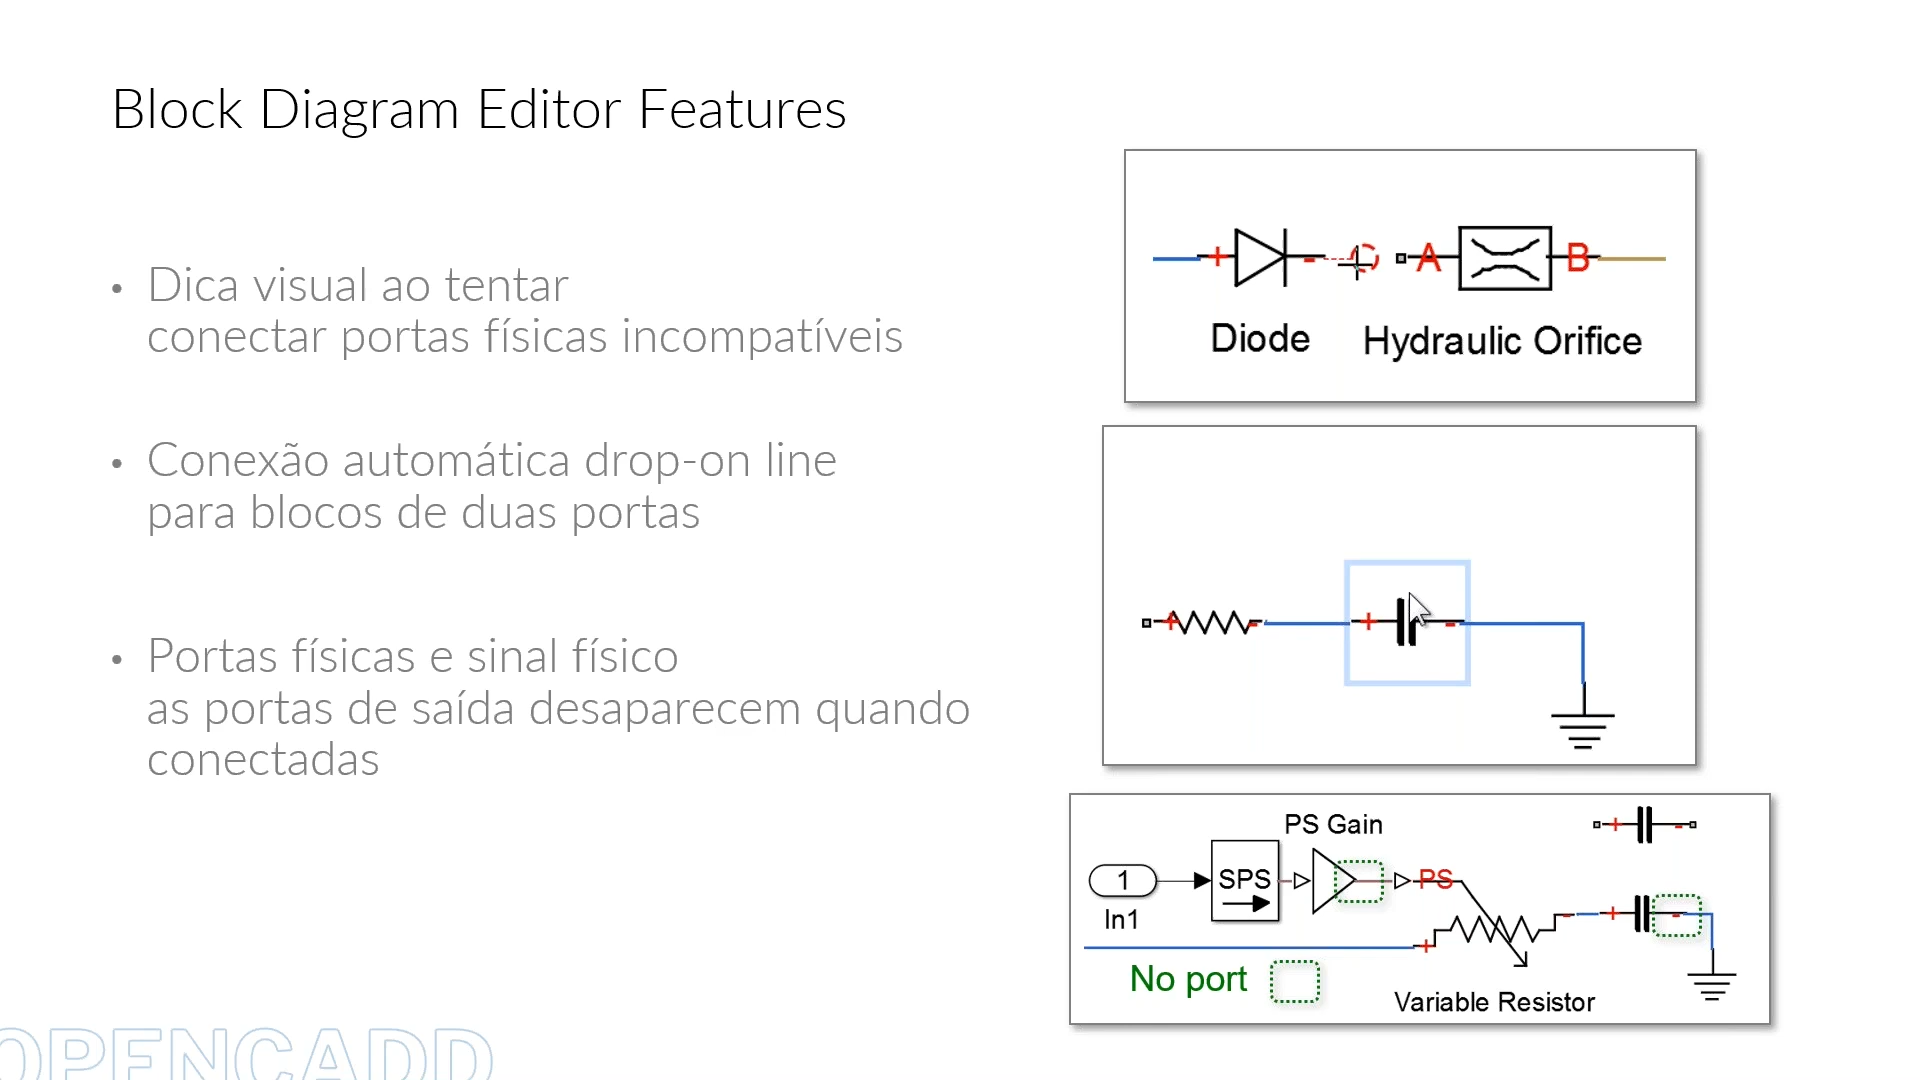 Block Diagram Editor Features
• Dica visual ao tentar
conectar portas físicas incompatíveis
• Conexão automática drop-on line
para blocos de duas portas
• Portas físicas e sinal físico
as portas de saída desaparecem quando
conectadas
+ - A B
Diode Hydraulic Orifice
+ - + -
PS Gain
+ -
1 SPS PS
In1
- + -
+
No port
Variable Resistor
OPENCADD